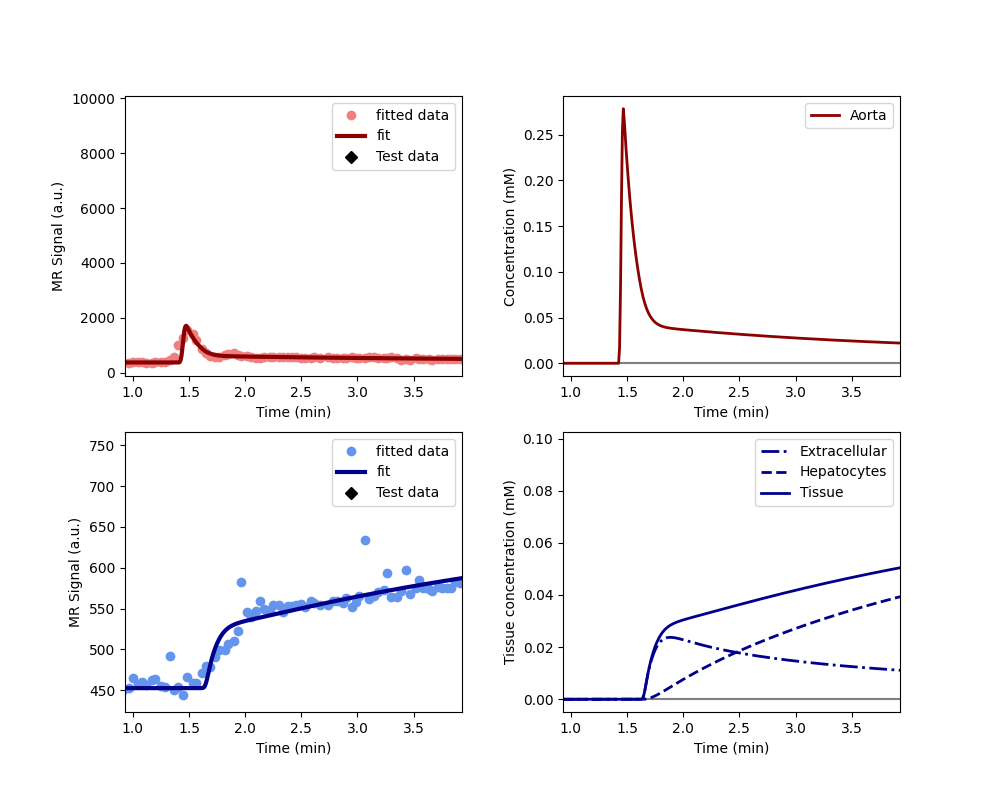 10000
8000
6000
4000
2000
0
MR Signal (a.u.)
1.0 1.5 2.0 2.5 3.0 3.5
Time (min)
fitted data
fit
Test data
0.25
0.20
0.15
0.10
0.05
0.00
Concentration (mM)
1.0 1.5 2.0 2.5 3.0 3.5
Time (min)
Aorta
750
700
650
600
550
500
450
MR Signal (a.u.)
1.0 1.5 2.0 2.5 3.0 3.5
Time (min)
fitted data
fit
Test data
0.10
0.08
0.06
0.04
0.02
0.00
Tissue concentration (mM)
1.0 1.5 2.0 2.5 3.0 3.5
Time (min)
Extracellular
Hepatocytes
Tissue